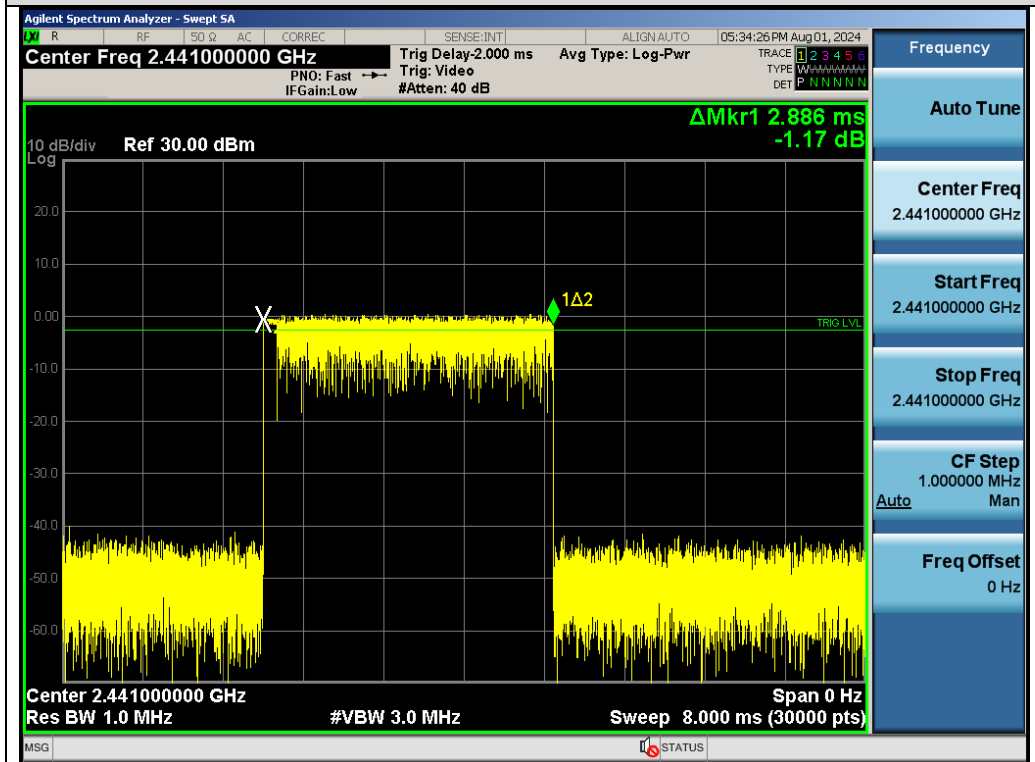 Agilent Spectrum Analyzer - Swept SA
LXI R RF 50 Ω AC CORREC SENSE:INT ALIGN AUTO 05:34:26 PM Aug 01, 2024
Center Freq 2.441000000 GHz
PNO: Fast
IFGain:Low
Trig Delay-2.000 ms
Trig: Video
#Atten: 40 dB
Avg Type: Log-Pwr
TRACE 1 2 3 4 5 6
TYPE WWWWWW
DET P N N N N N
ΔMkr1 2.886 ms
-1.17 dB
10 dB/div Ref 30.00 dBm
Log
20.0
10.0
0.00
-10.0
-20.0
-30.0
-40.0
-50.0
-60.0
1Δ2
TRIG LVL
Center 2.441000000 GHz Span 0 Hz
Res BW 1.0 MHz #VBW 3.0 MHz Sweep 8.000 ms (30000 pts)
MSG STATUS
Frequency
Auto Tune
Center Freq
2.441000000 GHz
Start Freq
2.441000000 GHz
Stop Freq
2.441000000 GHz
CF Step
1.000000 MHz
Auto Man
Freq Offset
0 Hz